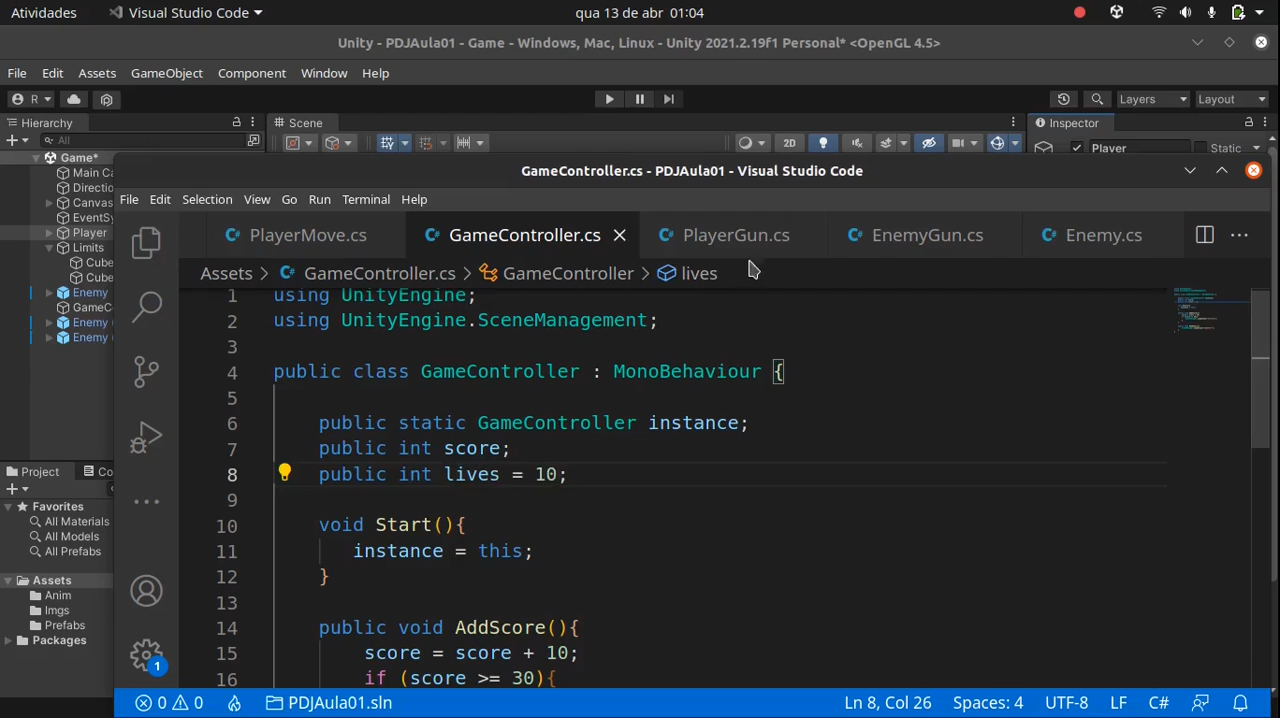 Atividades Visual Studio Code qua 13 de abr 01:04
Unity - PDJAula01 - Game - Windows, Mac, Linux - Unity 2021.2.19f1 Personal* <OpenGL 4.5>
File Edit Assets GameObject Component Window Help
R Layers Layout
Hierarchy Scene Inspector
All 2D Player Static
Game*
Main Ca
Directio
Canvas
EventSy
Player
Limits
Cube
Cube
Enemy
GameC
Enemy
Enemy
Project Co
Favorites
All Materials
All Models
All Prefabs
Assets
Anim
Imgs
Prefabs
Packages
GameController.cs - PDJAula01 - Visual Studio Code
File Edit Selection View Go Run Terminal Help
PlayerMove.cs GameController.cs PlayerGun.cs EnemyGun.cs Enemy.cs
Assets > GameController.cs > GameController > lives
1 using UnityEngine;
2 using UnityEngine.SceneManagement;
3
4 public class GameController : MonoBehaviour {
5
6 public static GameController instance;
7 public int score;
8 public int lives = 10;
9
10 void Start(){
11 instance = this;
12 }
13
14 public void AddScore(){
15 score = score + 10;
16 if (score >= 30){
1
0 0 PDJAula01.sln Ln 8, Col 26 Spaces: 4 UTF-8 LF C#